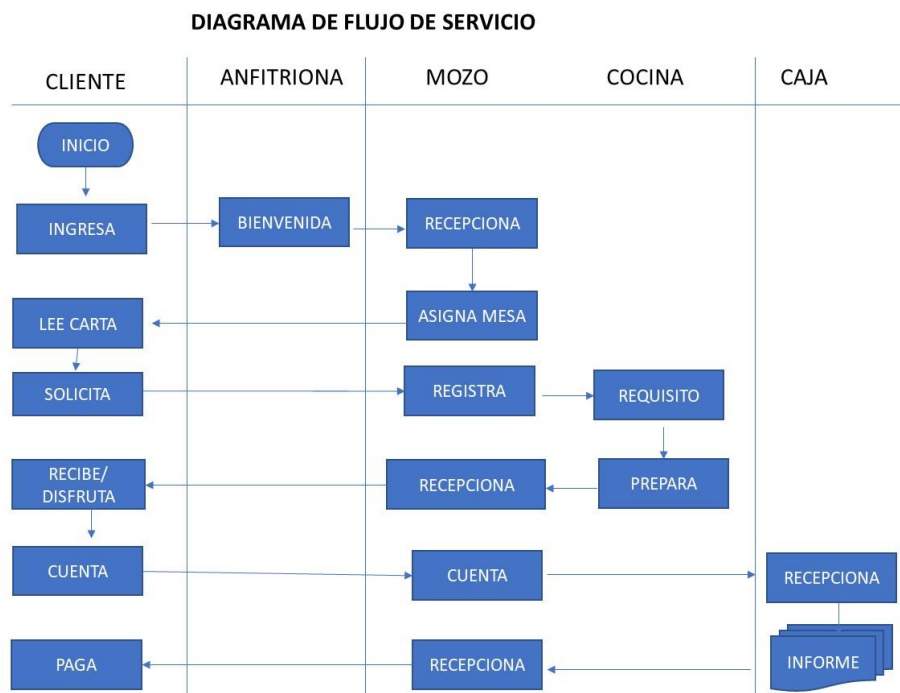 DIAGRAMA DE FLUJO DE SERVICIO
CLIENTE
ANFITRIONA
MOZO
COCINA
CAJA
INICIO
INGRESA
BIENVENIDA
RECEPCIONA
LEE CARTA
ASIGNA MESA
SOLICITA
REGISTRA
REQUISITO
RECIBE/
DISFRUTA
RECEPCIONA
PREPARA
CUENTA
CUENTA
RECEPCIONA
PAGA
RECEPCIONA
INFORME